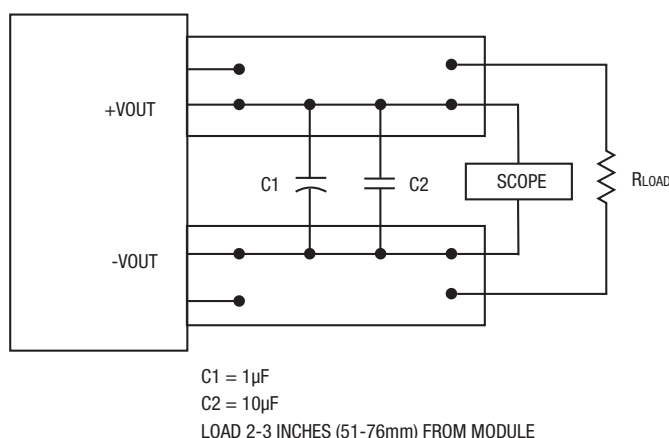 +VOUT
C1
C2
SCOPE
RLOAD
-VOUT
C1 = 1µF
C2 = 10µF
LOAD 2-3 INCHES (51-76mm) FROM MODULE